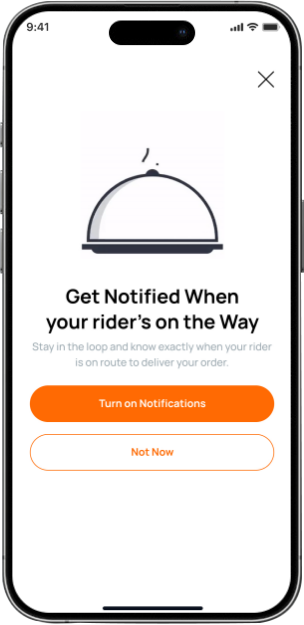 9:41
Get Notified When
your rider's on the Way
Stay in the loop and know exactly when your rider
is on route to deliver your order.
Turn on Notifications
Not Now